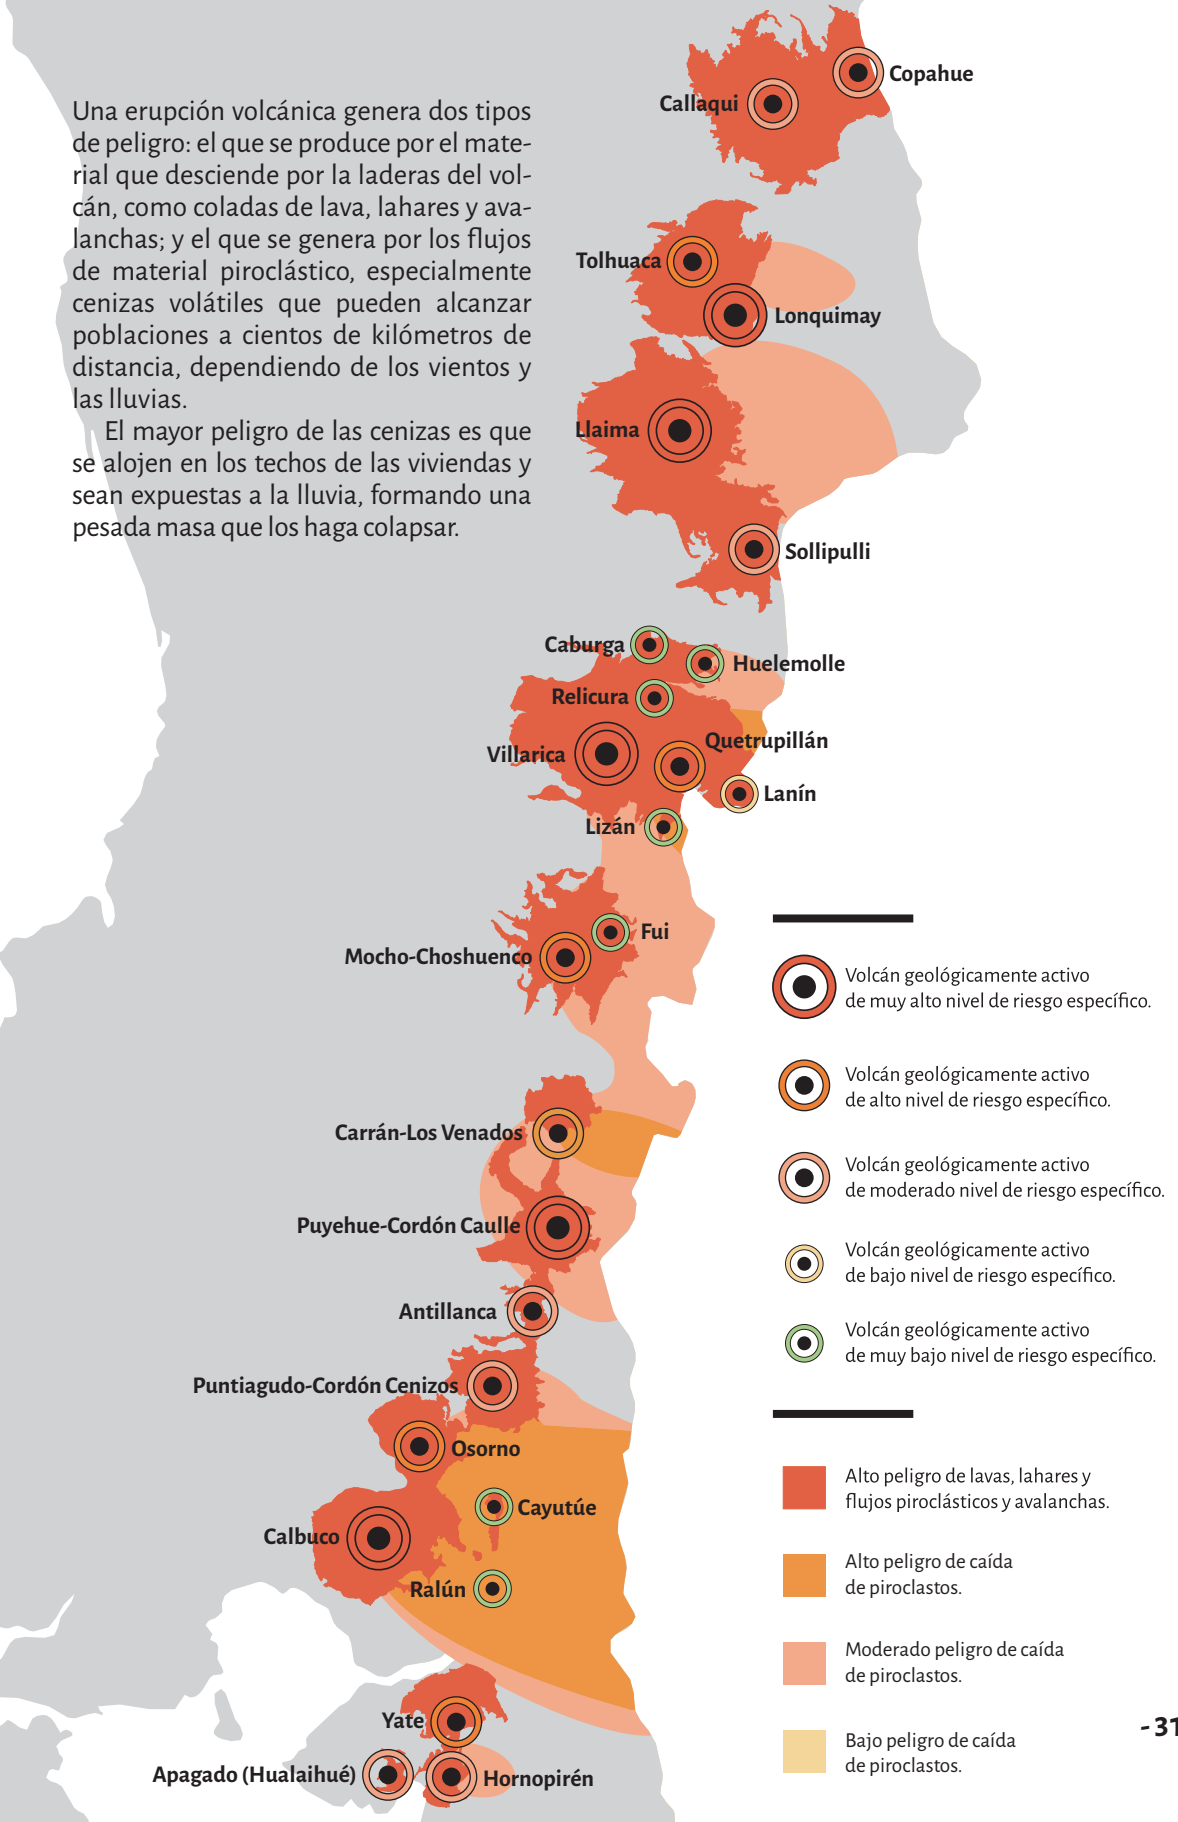 Una erupción volcánica genera dos tipos
de peligro: el que se produce por el mate-
rial que desciende por la laderas del vol-
cán, como coladas de lava, lahares y ava-
lanchas; y el que se genera por los flujos
de material piroclástico, especialmente
cenizas volátiles que pueden alcanzar
poblaciones a cientos de kilómetros de
distancia, dependiendo de los vientos y
las lluvias.
El mayor peligro de las cenizas es que
se alojen en los techos de las viviendas y
sean expuestas a la lluvia, formando una
pesada masa que los haga colapsar.
Copahue
Callaqui
Tolhuaca
Lonquimay
Llaima
Sollipulli
Caburga
Huelemolle
Relicura
Quetrupillán
Villarica
Lanín
Lizán
Fui
Mocho-Choshuenco
Carrán-Los Venados
Puyehue-Cordón Caulle
Antillanca
Puntiagudo-Cordón Cenizos
Osorno
Cayutúe
Calbuco
Ralún
Yate
Apagado (Hualaihué)
Hornopirén
Volcán geológicamente activo
de muy alto nivel de riesgo específico.
Volcán geológicamente activo
de alto nivel de riesgo específico.
Volcán geológicamente activo
de moderado nivel de riesgo específico.
Volcán geológicamente activo
de bajo nivel de riesgo específico.
Volcán geológicamente activo
de muy bajo nivel de riesgo específico.
Alto peligro de lavas, lahares y
flujos piroclásticos y avalanchas.
Alto peligro de caída
de piroclastos.
Moderado peligro de caída
de piroclastos.
Bajo peligro de caída
de piroclastos.
- 31